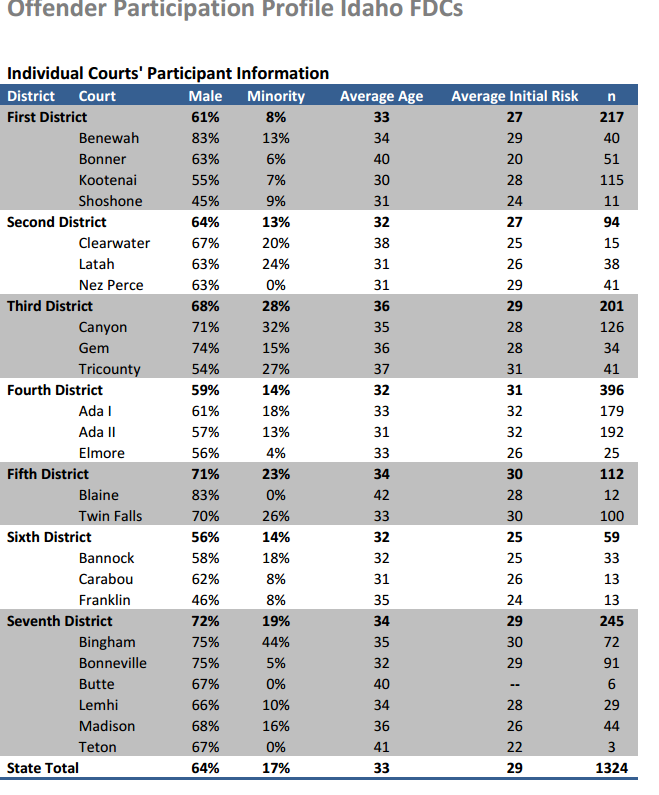 Offender Participation Profile Idaho FDCs
Individual Courts' Participant Information
District Court Male Minority Average Age Average Initial Risk n
First District 61% 8% 33 27 217
Benewah 83% 13% 34 29 40
Bonner 63% 6% 40 20 51
Kootenai 55% 7% 30 28 115
Shoshone 45% 9% 31 24 11
Second District 64% 13% 32 27 94
Clearwater 67% 20% 38 25 15
Latah 63% 24% 31 26 38
Nez Perce 63% 0% 31 29 41
Third District 68% 28% 36 29 201
Canyon 71% 32% 35 28 126
Gem 74% 15% 36 28 34
Tricounty 54% 27% 37 31 41
Fourth District 59% 14% 32 31 396
Ada I 61% 18% 33 32 179
Ada II 57% 13% 31 32 192
Elmore 56% 4% 33 26 25
Fifth District 71% 23% 34 30 112
Blaine 83% 0% 42 28 12
Twin Falls 70% 26% 33 30 100
Sixth District 56% 14% 32 25 59
Bannock 58% 18% 32 25 33
Carabou 62% 8% 31 26 13
Franklin 46% 8% 35 24 13
Seventh District 72% 19% 34 29 245
Bingham 75% 44% 35 30 72
Bonneville 75% 5% 32 29 91
Butte 67% 0% 40 -- 6
Lemhi 66% 10% 34 28 29
Madison 68% 16% 36 26 44
Teton 67% 0% 41 22 3
State Total 64% 17% 33 29 1324